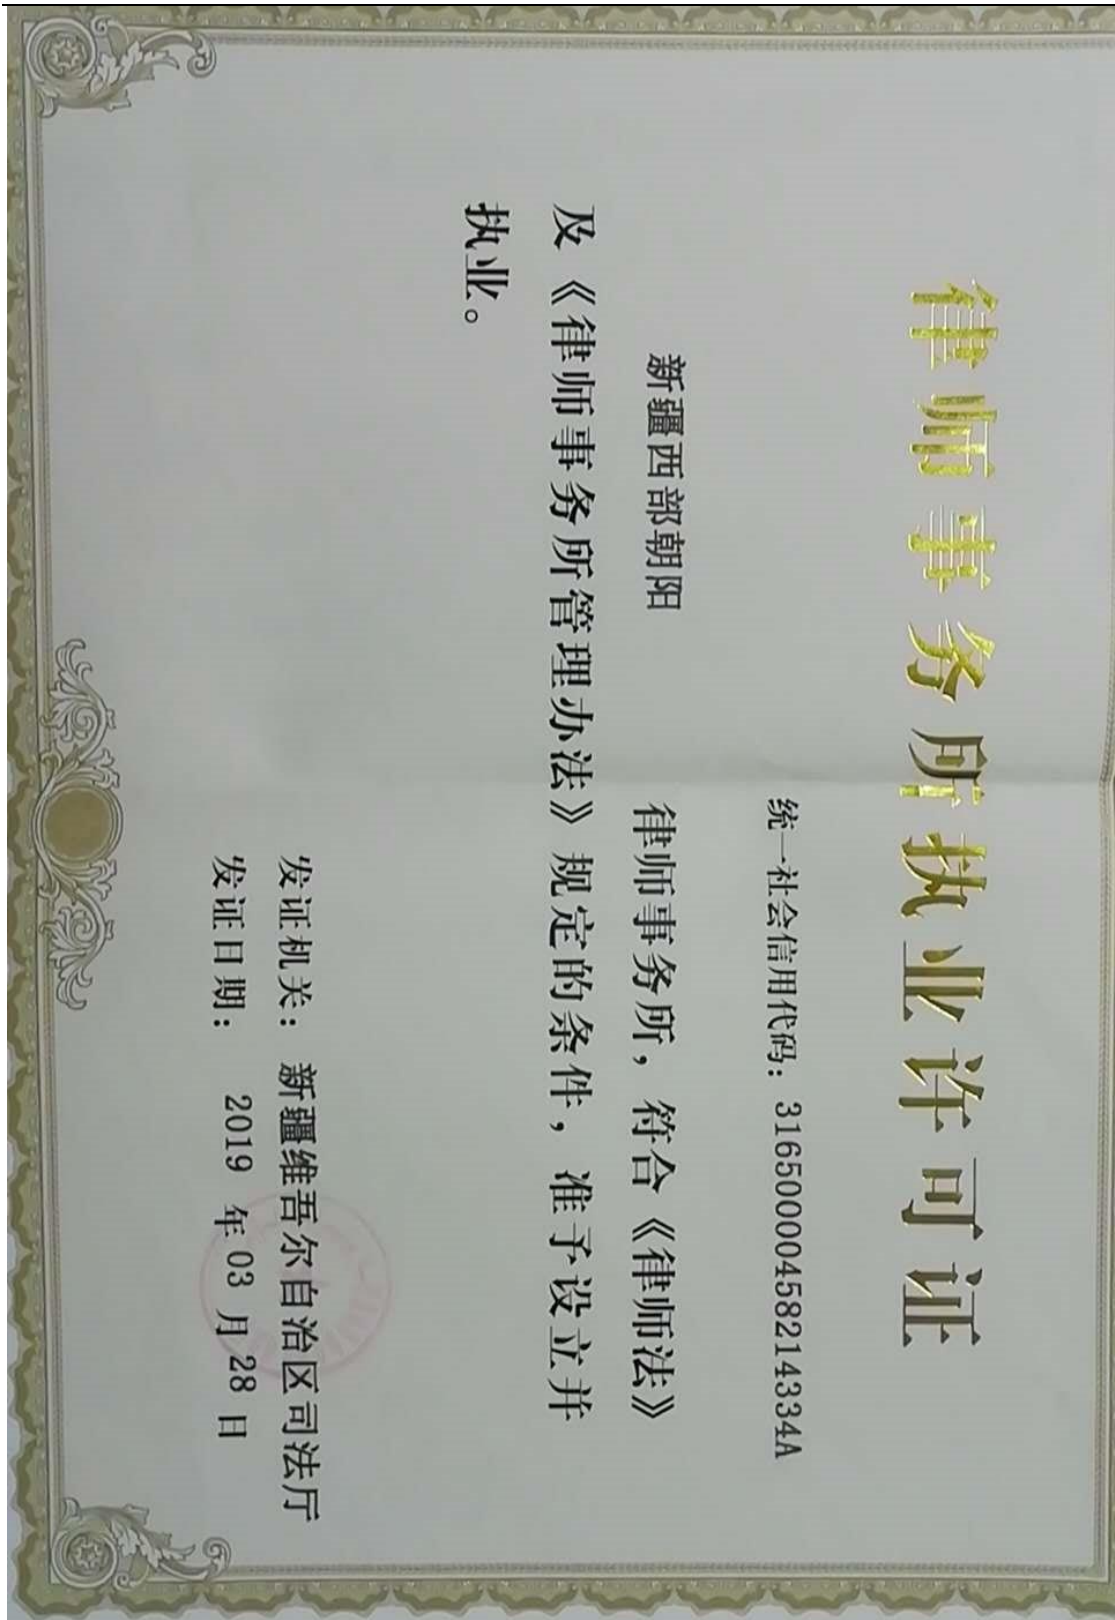 律师事务所执业许可证
统一社会信用代码：31650000458214334A
新疆西部朝阳 律师事务所，符合《律师法》
及《律师事务所管理办法》规定的条件，准予设立并
执业。
发证机关：新疆维吾尔自治区司法厅
发证日期：2019 年 03 月 28 日